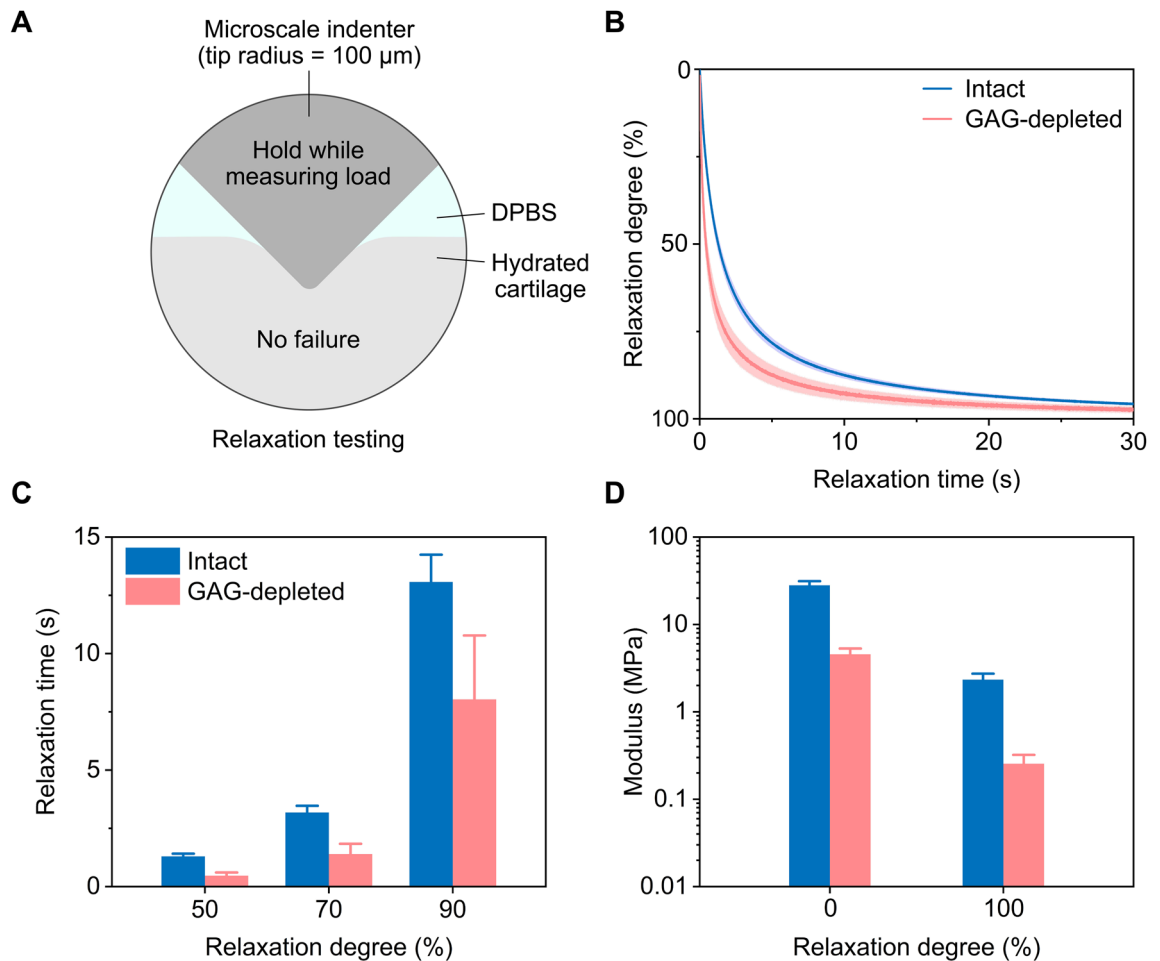 A
Microscale indenter
(tip radius = 100 µm)
Hold while
measuring load
DPBS
Hydrated
cartilage
No failure
Relaxation testing
B
0
50
100
Relaxation degree (%)
Intact
GAG-depleted
0
10
20
30
Relaxation time (s)
C
15
10
5
0
Relaxation time (s)
Intact
GAG-depleted
50
70
90
Relaxation degree (%)
D
100
10
1
0.1
0.01
Modulus (MPa)
0
100
Relaxation degree (%)